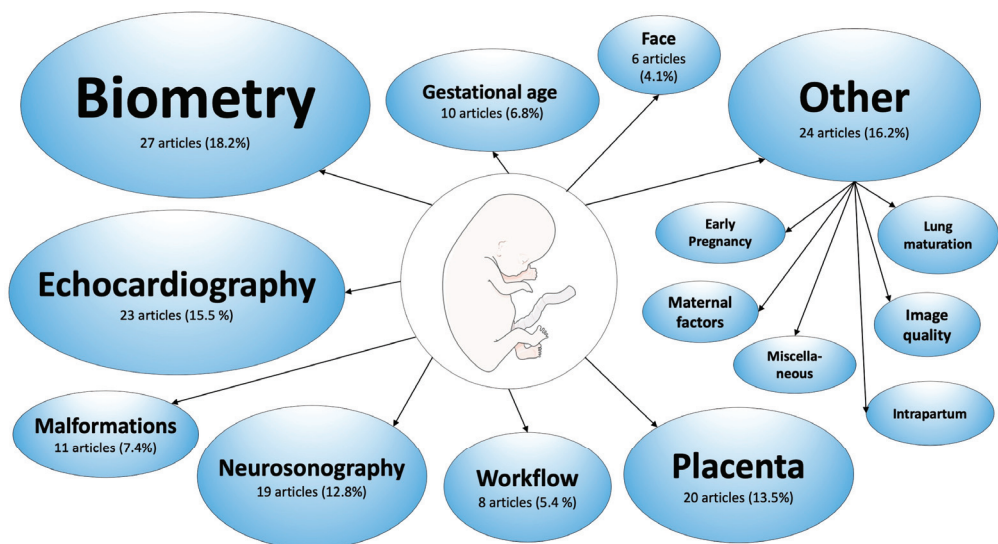 Biometry
27 articles (18.2%)
Gestational age
10 articles (6.8%)
Face
6 articles
(4.1%)
Other
24 articles (16.2%)
Early
Pregnancy
Lung
maturation
Maternal
factors
Image
quality
Miscella-
neous
Intrapartum
Echocardiography
23 articles (15.5 %)
Malformations
11 articles (7.4%)
Neurosonography
19 articles (12.8%)
Workflow
8 articles (5.4 %)
Placenta
20 articles (13.5%)